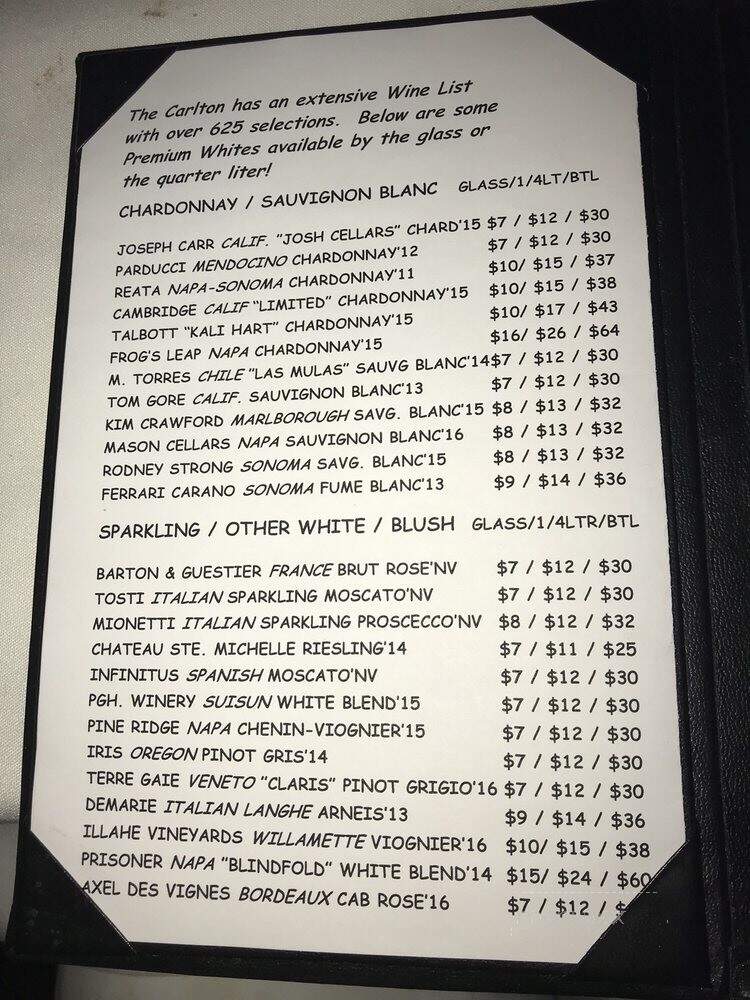 The Carlton has an extensive Wine List
with over 625 selections. Below are some
Premium Whites available by the glass or
the quarter liter!
CHARDONNAY / SAUVIGNON BLANC GLASS/1/4LT/BTL
JOSEPH CARR CALIF. "JOSH CELLARS" CHARD'15 $7 / $12 / $30
PARDUCCI MENDOCINO CHARDONNAY'12 $7 / $12 / $30
REATA NAPA-SONOMA CHARDONNAY'11 $10/ $15 / $37
CAMBRIDGE CALIF "LIMITED" CHARDONNAY'15 $10/ $15 / $38
TALBOTT "KALI HART" CHARDONNAY'15 $10/ $17 / $43
FROG'S LEAP NAPA CHARDONNAY'15 $16/ $26 / $64
M. TORRES CHILE "LAS MULAS" SAUVG BLANC'14 $7 / $12 / $30
TOM GORE CALIF. SAUVIGNON BLANC'13 $7 / $12 / $30
KIM CRAWFORD MARLBOROUGH SAVG. BLANC'15 $8 / $13 / $32
MASON CELLARS NAPA SAUVIGNON BLANC'16 $8 / $13 / $32
RODNEY STRONG SONOMA SAVG. BLANC'15 $8 / $13 / $32
FERRARI CARANO SONOMA FUME BLANC'13 $9 / $14 / $36
SPARKLING / OTHER WHITE / BLUSH GLASS/1/4LTR/BTL
BARTON & GUESTIER FRANCE BRUT ROSE'NV $7 / $12 / $30
TOSTI ITALIAN SPARKLING MOSCATO'NV $7 / $12 / $30
MIONETTI ITALIAN SPARKLING PROSCECCO'NV $8 / $12 / $32
CHATEAU STE. MICHELLE RIESLING'14 $7 / $11 / $25
INFINITUS SPANISH MOSCATO'NV $7 / $12 / $30
PGH. WINERY SUISUN WHITE BLEND'15 $7 / $12 / $30
PINE RIDGE NAPA CHENIN-VIOGNIER'15 $7 / $12 / $30
IRIS OREGON PINOT GRIS'14 $7 / $12 / $30
TERRE GAIE VENETO "CLARIS" PINOT GRIGIO'16 $7 / $12 / $30
DEMARIE ITALIAN LANGHE ARNEIS'13 $9 / $14 / $36
ILLAHE VINEYARDS WILLAMETTE VIOGNIER'16 $10/ $15 / $38
PRISONER NAPA "BLINDFOLD" WHITE BLEND'14 $15/ $24 / $60
AXEL DES VIGNES BORDEAUX CAB ROSE'16 $7 / $12 / $